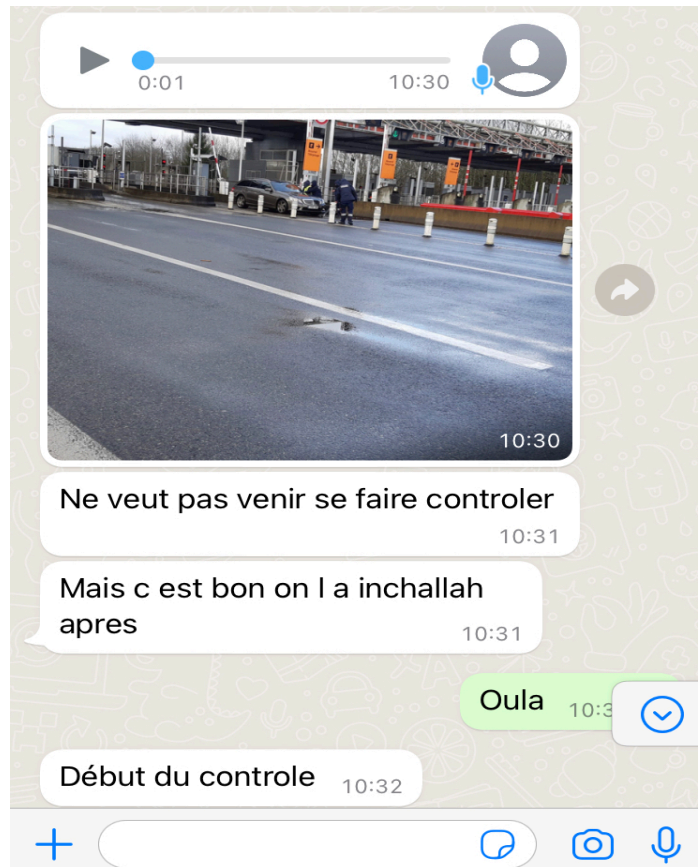 0:01
10:30
10:30
Ne veut pas venir se faire controler
10:31
Mais c est bon on l a inchallah
apres
10:31
Oula
Début du controle
10:32